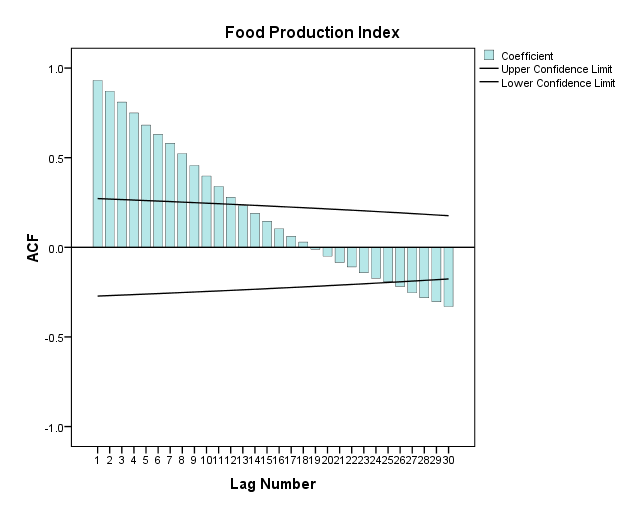 Food Production Index
Coefficient
Upper Confidence Limit
Lower Confidence Limit
1.0
0.5
0.0
-0.5
-1.0
ACF
1 2 3 4 5 6 7 8 9 10 11 12 13 14 15 16 17 18 19 20 21 22 23 24 25 26 27 28 29 30
Lag Number